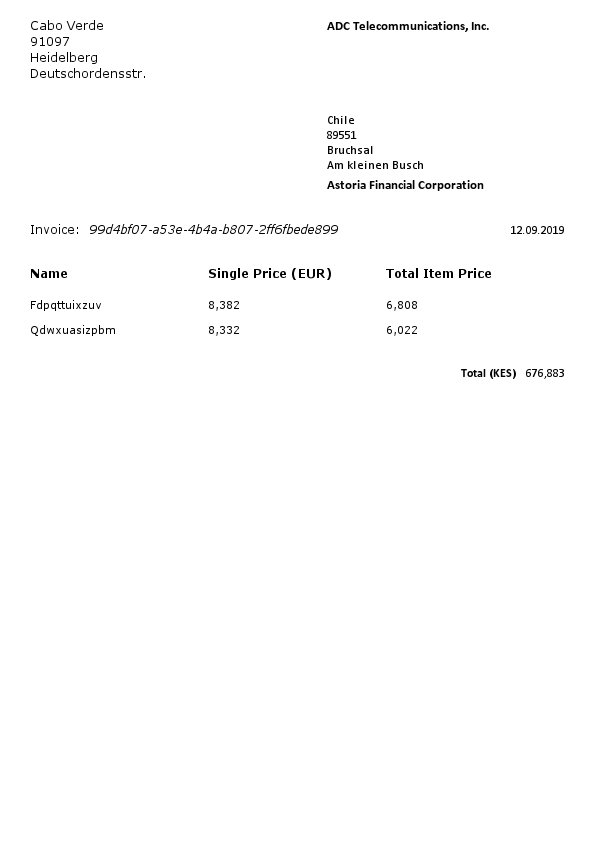 Cabo Verde
91097
Heidelberg
Deutschordensstr.
ADC Telecommunications, Inc.
Chile
89551
Bruchsal
Am kleinen Busch
Astoria Financial Corporation
Invoice: 99d4bf07-a53e-4b4a-b807-2ff6fbede899 12.09.2019
Name Single Price (EUR) Total Item Price
Fdpqttuixzuv 8,382 6,808
Qdwxuasizpbm 8,332 6,022
Total (KES) 676,883